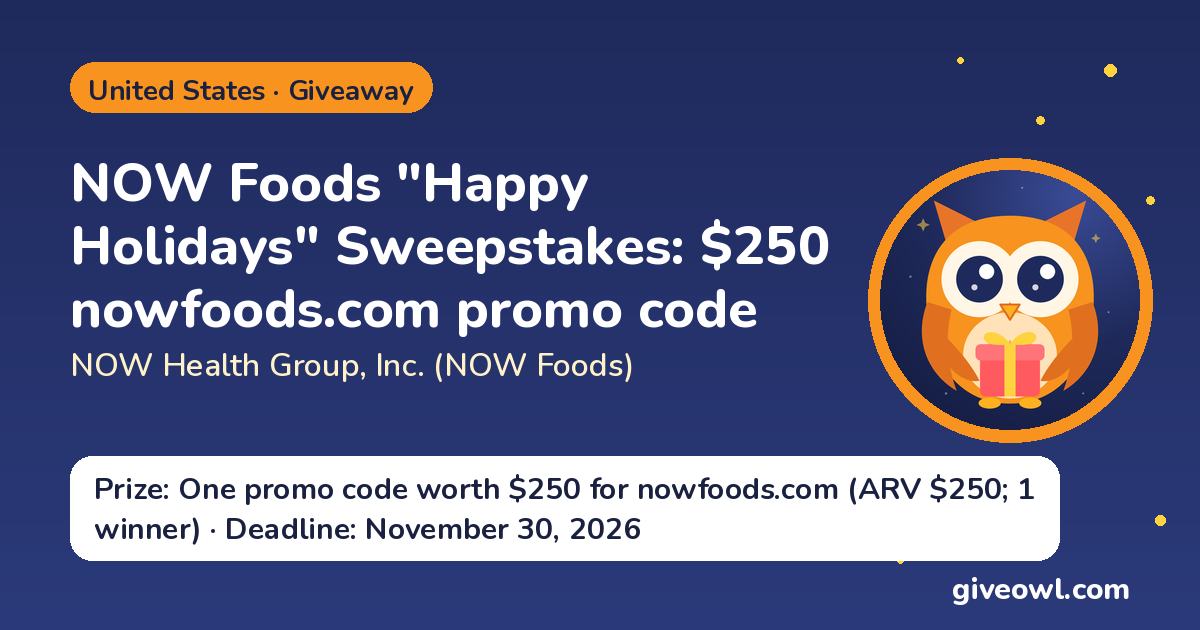 United States · Giveaway
NOW Foods "Happy
Holidays" Sweepstakes: $250
nowfoods.com promo code
NOW Health Group, Inc. (NOW Foods)
Prize: One promo code worth $250 for nowfoods.com (ARV $250; 1
winner) · Deadline: November 30, 2026
giveowl.com